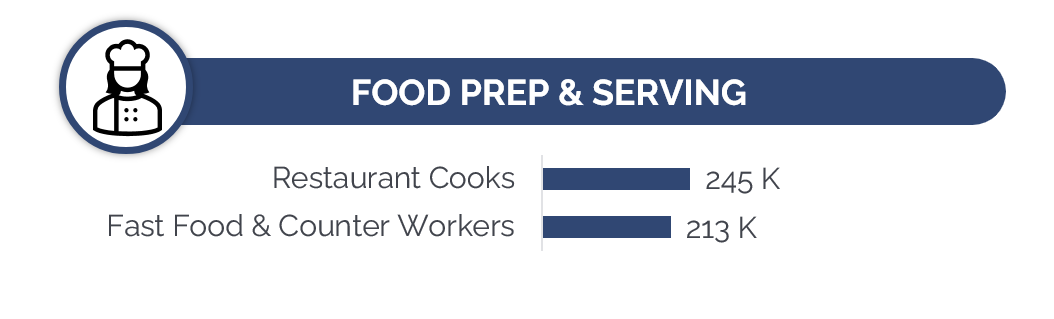 FOOD PREP & SERVING
Restaurant Cooks 245 K
Fast Food & Counter Workers 213 K